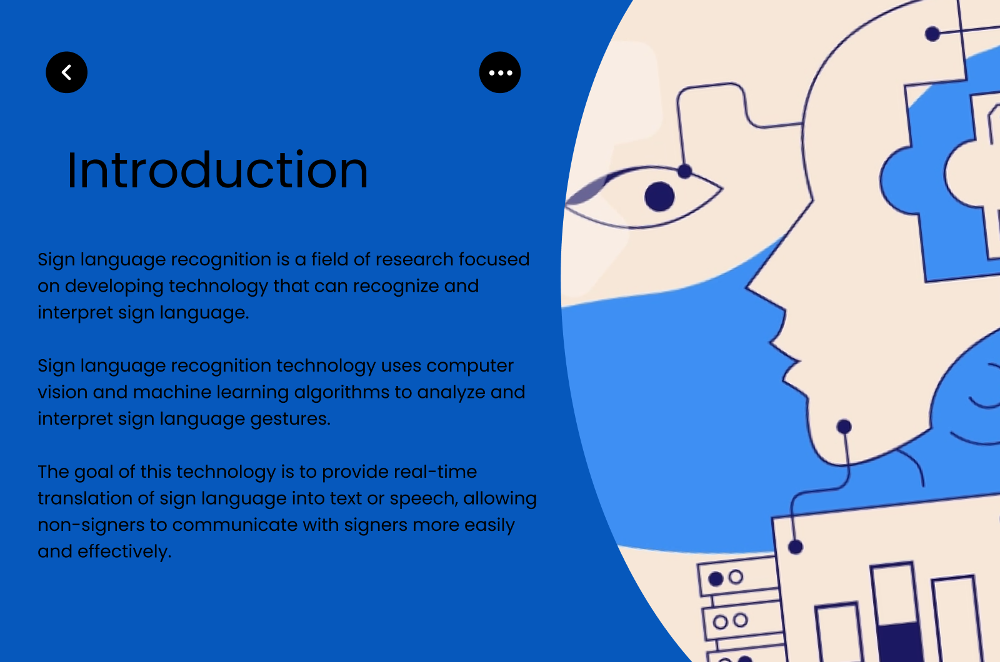 Introduction
Sign language recognition is a field of research focused
on developing technology that can recognize and
interpret sign language.
Sign language recognition technology uses computer
vision and machine learning algorithms to analyze and
interpret sign language gestures.
The goal of this technology is to provide real-time
translation of sign language into text or speech, allowing
non-signers to communicate with signers more easily
and effectively.